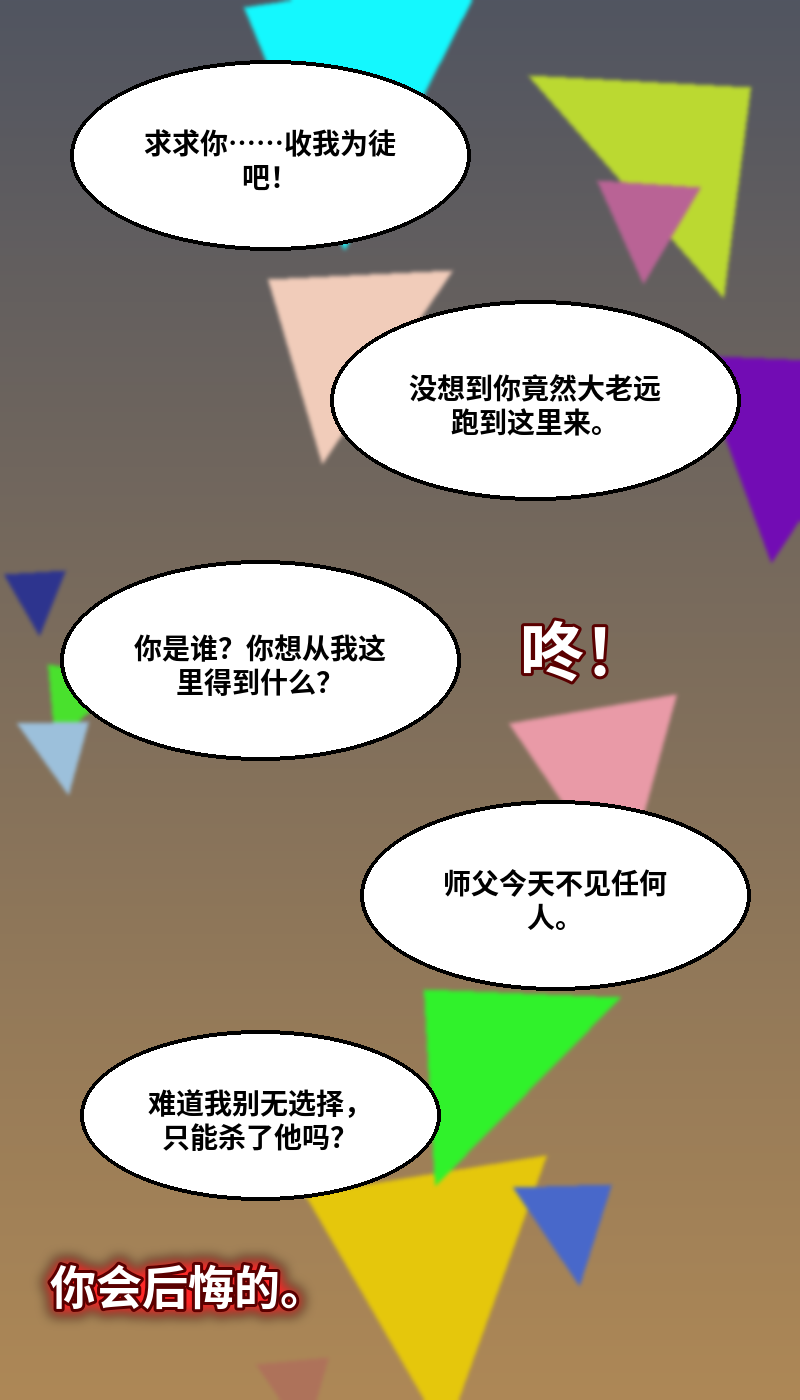 求求你……收我为徒
吧！
没想到你竟然大老远
跑到这里来。
你是谁？你想从我这
里得到什么？
咚！
师父今天不见任何
人。
难道我别无选择，
只能杀了他吗？
你会后悔的。